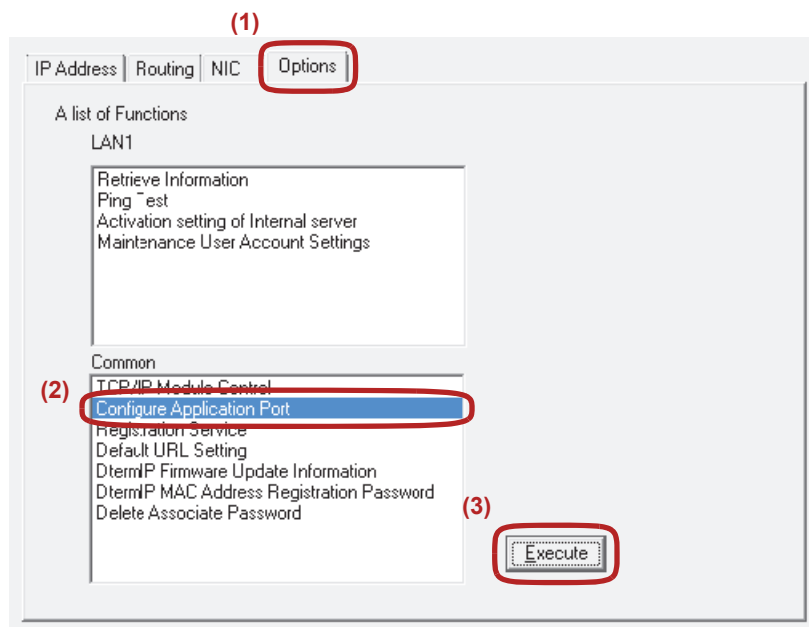 (1)
IP Address Routing NIC Options
A list of Functions
LAN1
Retrieve Information
Ping Test
Activation setting of Internal server
Maintenance User Account Settings
Common
(2)
TCP/IP Module Control
Configure Application Port
Registration Service
Default URL Setting
DtermIP Firmware Update Information
DtermIP MAC Address Registration Password
Delete Associate Password
(3)
Execute